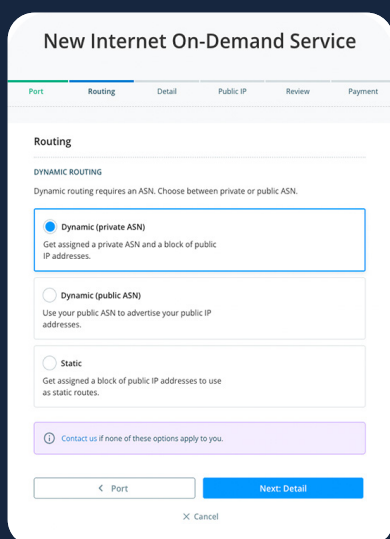 New Internet On-Demand Service
Port Routing Detail Public IP Review Payment
Routing
DYNAMIC ROUTING
Dynamic routing requires an ASN. Choose between private or public ASN.
Dynamic (private ASN)
Get assigned a private ASN and a block of public
IP addresses.
Dynamic (public ASN)
Use your public ASN to advertise your public IP
addresses.
Static
Get assigned a block of public IP addresses to use
as static routes.
Contact us if none of these options apply to you.
Port
Next: Detail
Cancel